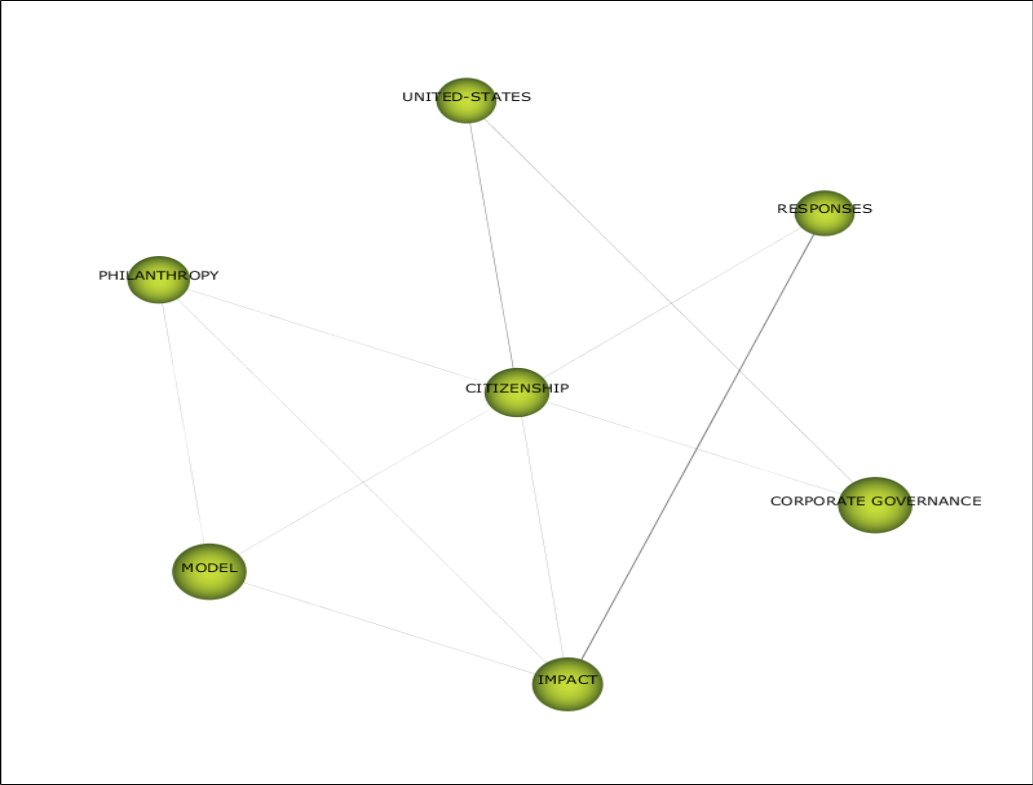 UNITED-STATES
RESPONSES
PHILANTHROPY
CITIZENSHIP
CORPORATE GOVERNANCE
MODEL
IMPACT